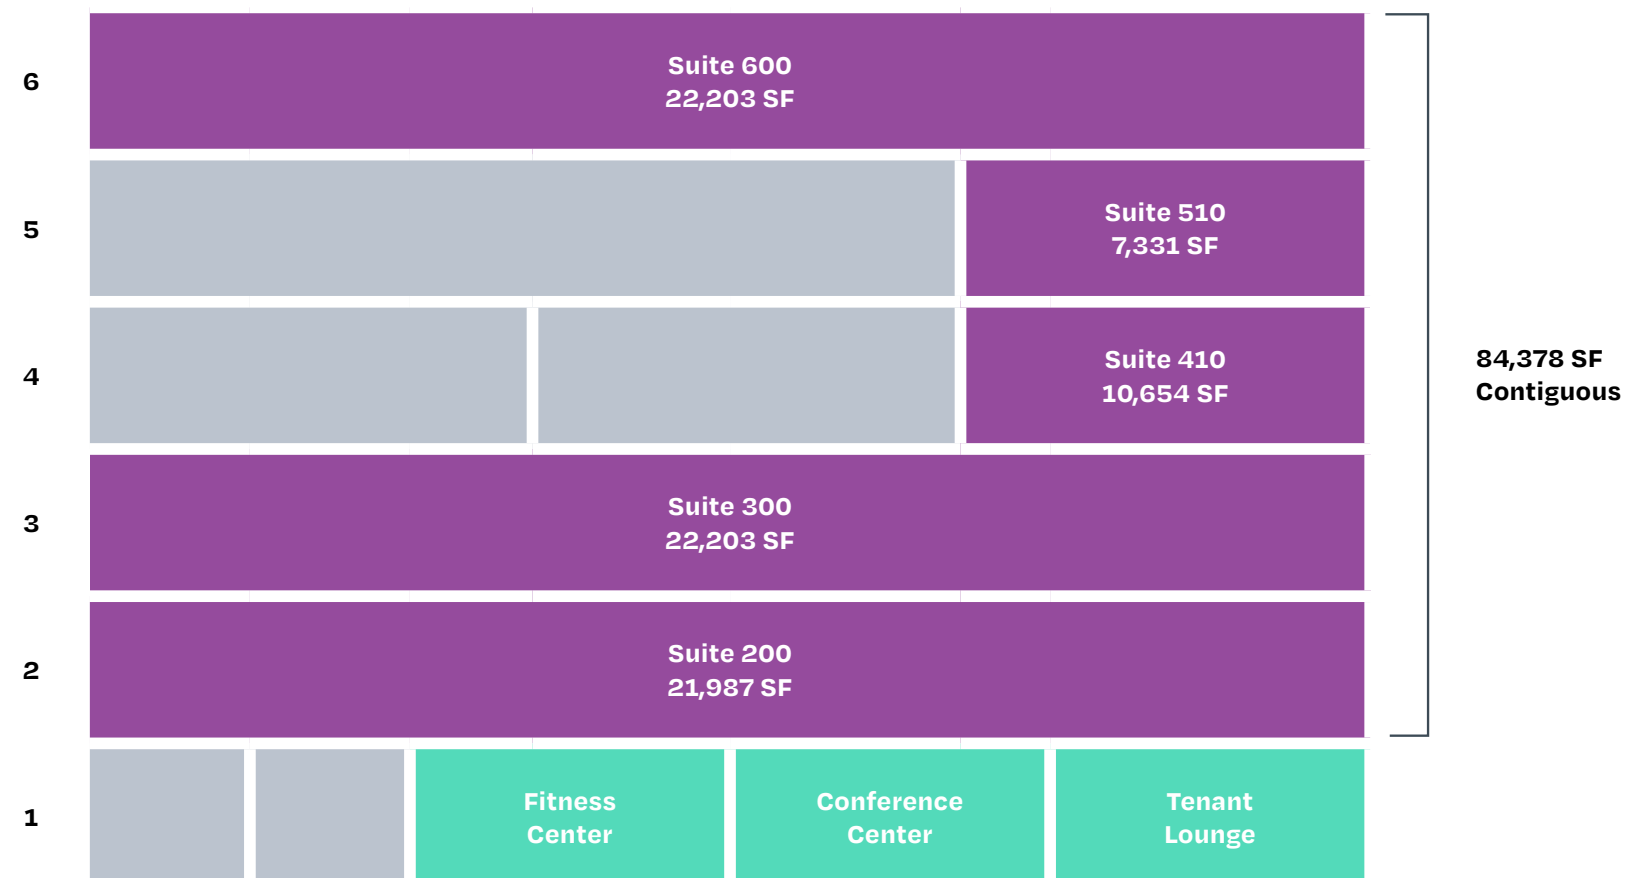 6
Suite 600
22,203 SF
5
Suite 510
7,331 SF
4
Suite 410
10,654 SF
84,378 SF
Contiguous
3
Suite 300
22,203 SF
2
Suite 200
21,987 SF
1
Fitness
Center
Conference
Center
Tenant
Lounge